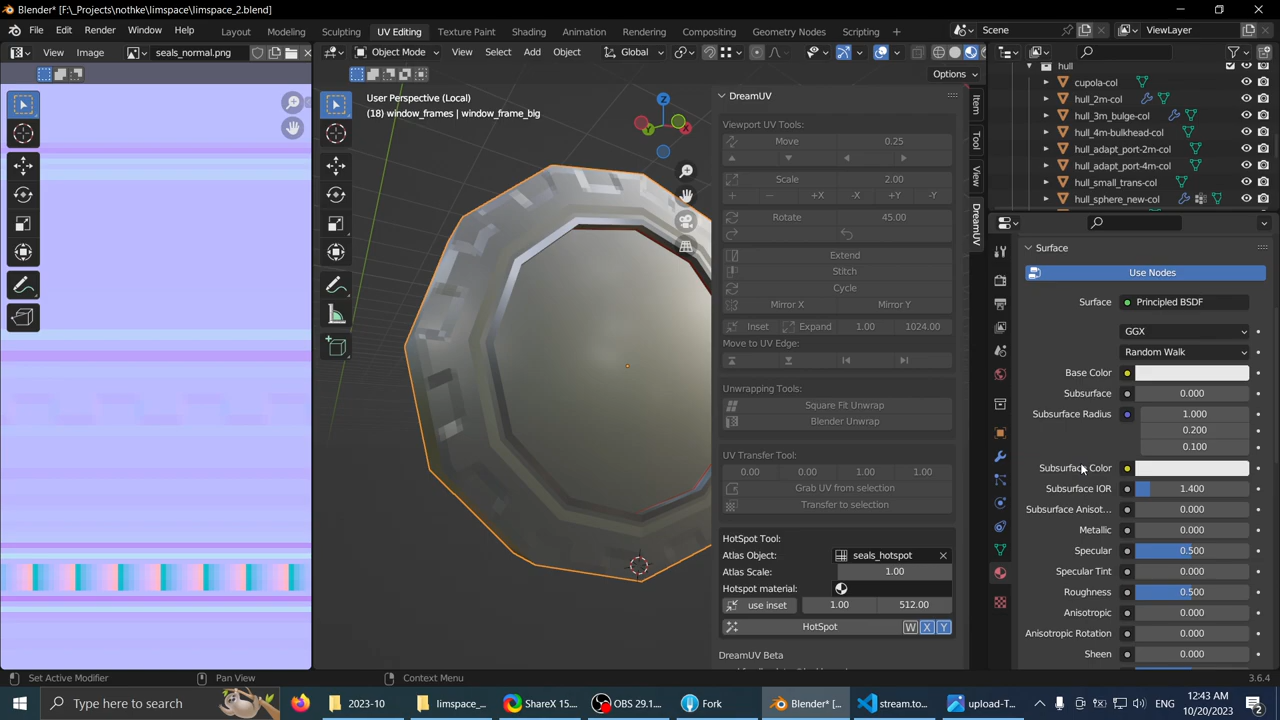 Blender* [F:\_Projects\nothke\limspace\limspace_2.blend]
File Edit Render Window Help Layout Modeling Sculpting UV Editing Texture Paint Shading Animation Rendering Compositing Geometry Nodes Scripting + Scene ViewLayer
View Image seals_normal.png Object Mode View Select Add Object Global
Options
User Perspective (Local)
(18) window_frames | window_frame_big
Z
Y
X
DreamUV
Viewport UV Tools:
Move 0.25
Scale 2.00
+X -X +Y -Y
Rotate 45.00
Extend
Stitch
Cycle
Mirror X Mirror Y
Inset Expand 1.00 1024.00
Move to UV Edge:
Unwrapping Tools:
Square Fit Unwrap
Blender Unwrap
UV Transfer Tool:
0.00 0.00 1.00 1.00
Grab UV from selection
Transfer to selection
HotSpot Tool:
Atlas Object: seals_hotspot
Atlas Scale: 1.00
Hotspot material:
use inset 1.00 512.00
HotSpot W X Y
DreamUV Beta
Item
Tool
View
DreamUV
hull
cupola-col
hull_2m-col
hull_3m_bulge-col
hull_4m-bulkhead-col
hull_adapt_port-2m-col
hull_adapt_port-4m-col
hull_small_trans-col
hull_sphere_new-col
Surface
Use Nodes
Surface Principled BSDF
GGX
Random Walk
Base Color
Subsurface 0.000
Subsurface Radius 1.000
0.200
0.100
Subsurface Color
Subsurface IOR 1.400
Subsurface Anisot... 0.000
Metallic 0.000
Specular 0.500
Specular Tint 0.000
Roughness 0.500
Anisotropic 0.000
Anisotropic Rotation 0.000
Sheen 0.000
Set Active Modifier Pan View Context Menu 3.6.4
Type here to search 2023-10 limspace_... ShareX 15.... OBS 29.1.... Fork Blender* [... stream.to... upload-T... 12:43 AM
10/20/2023
2